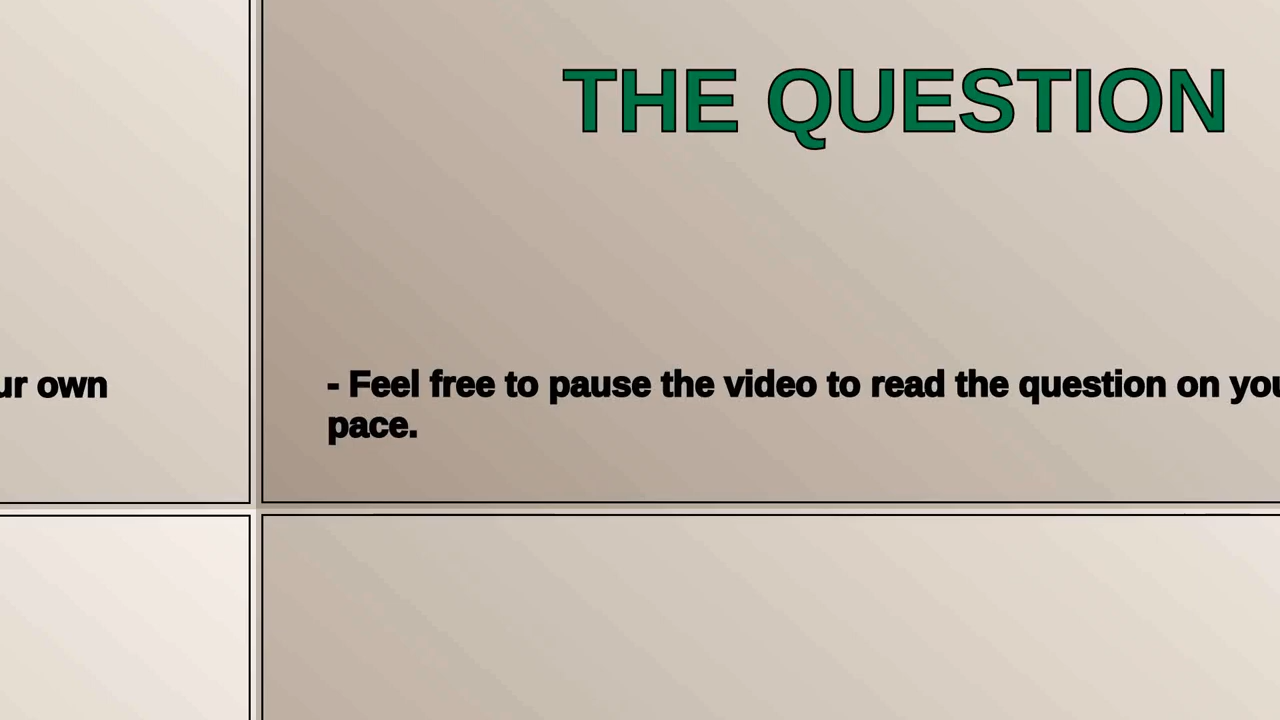 THE QUESTION
ur own
- Feel free to pause the video to read the question on you
pace.